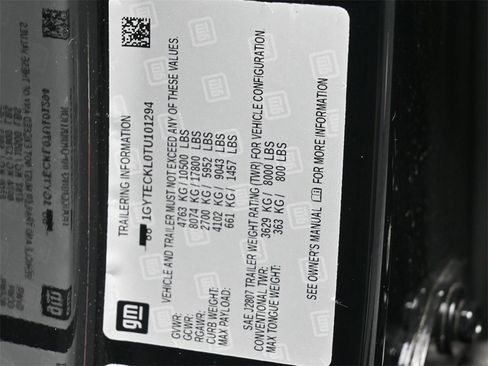 gm
TRAILERING INFORMATION
1GYTECKL0TU101294
VEHICLE AND TRAILER MUST NOT EXCEED ANY OF THESE VALUES.
GVWR: 4763 KG / 10500 LBS
GCWR: 8074 KG / 17800 LBS
RGAWR: 2700 KG / 5952 LBS
CURB WEIGHT: 4102 KG / 9043 LBS
MAX PAYLOAD: 661 KG / 1457 LBS
SAE J2807 TRAILER WEIGHT RATING (TWR) FOR VEHICLE CONFIGURATION
CONVENTIONAL TWR: 3629 KG / 8000 LBS
MAX TONGUE WEIGHT: 363 KG / 800 LBS
SEE OWNER'S MANUAL FOR MORE INFORMATION